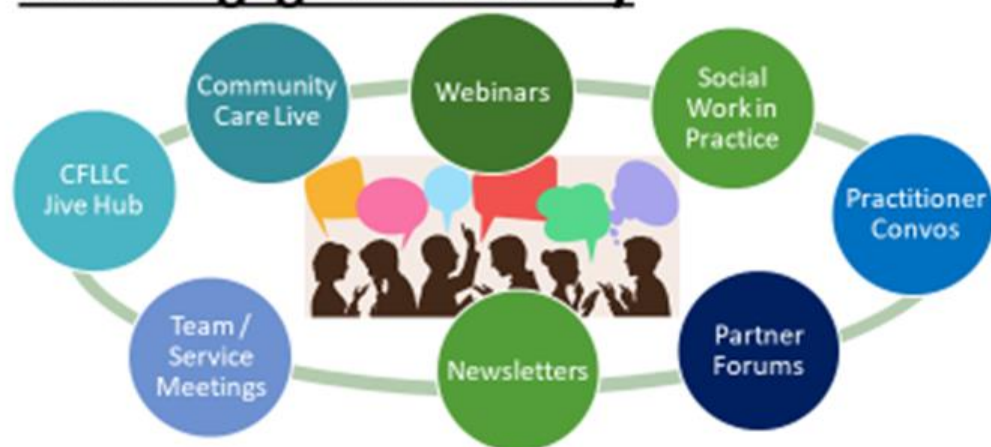 Community
Care Live
Webinars
Social
Work in
Practice
CFLLC
Jive Hub
Practitioner
Convos
Team /
Service
Meetings
Newsletters
Partner
Forums